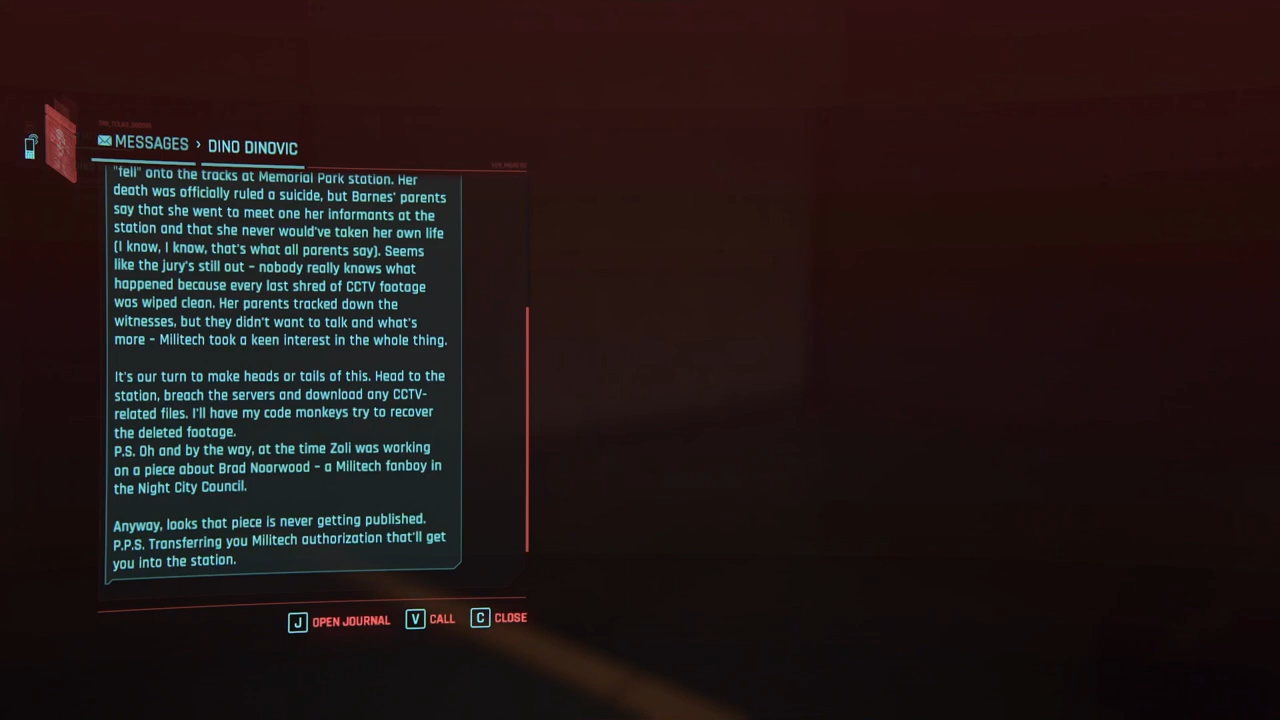 MESSAGES › DINO DINOVIC
"fell" onto the tracks at Memorial Park station. Her
death was officially ruled a suicide, but Barnes' parents
say that she went to meet one her informants at the
station and that she never would've taken her own life
(I know, I know, that's what all parents say). Seems
like the jury's still out – nobody really knows what
happened because every last shred of CCTV footage
was wiped clean. Her parents tracked down the
witnesses, but they didn't want to talk and what's
more – Militech took a keen interest in the whole thing.
It's our turn to make heads or tails of this. Head to the
station, breach the servers and download any CCTV-
related files. I'll have my code monkeys try to recover
the deleted footage.
P.S. Oh and by the way, at the time Zoli was working
on a piece about Brad Noorwood – a Militech fanboy in
the Night City Council.
Anyway, looks that piece is never getting published.
P.P.S. Transferring you Militech authorization that'll get
you into the station.
J OPEN JOURNAL V CALL C CLOSE